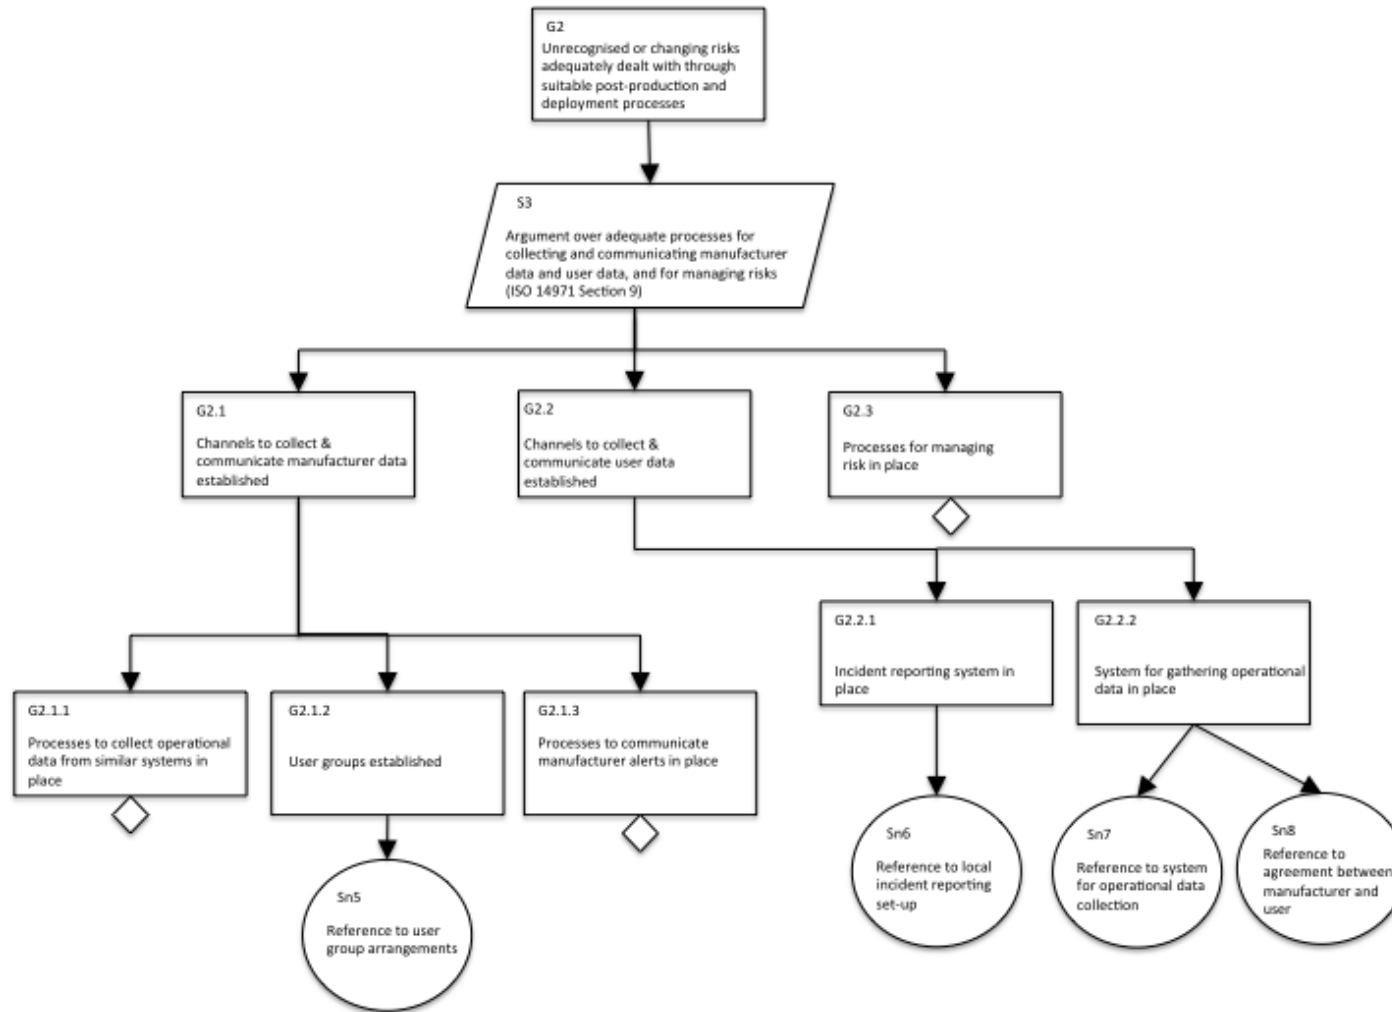 G2
Unrecognised or changing risks
adequately dealt with through
suitable post-production and
deployment processes
S3
Argument over adequate processes for
collecting and communicating manufacturer
data and user data, and for managing risks
(ISO 14971 Section 9)
G2.1
Channels to collect &
communicate manufacturer data
established
G2.2
Channels to collect &
communicate user data
established
G2.3
Processes for managing
risk in place
G2.2.1
Incident reporting system in
place
G2.2.2
System for gathering operational
data in place
G2.1.1
Processes to collect operational
data from similar systems in
place
G2.1.2
User groups established
G2.1.3
Processes to communicate
manufacturer alerts in place
Sn6
Reference to local
incident reporting
set-up
Sn7
Reference to system
for operational data
collection
Sn8
Reference to
agreement between
manufacturer and
user
Sn5
Reference to user
group arrangements